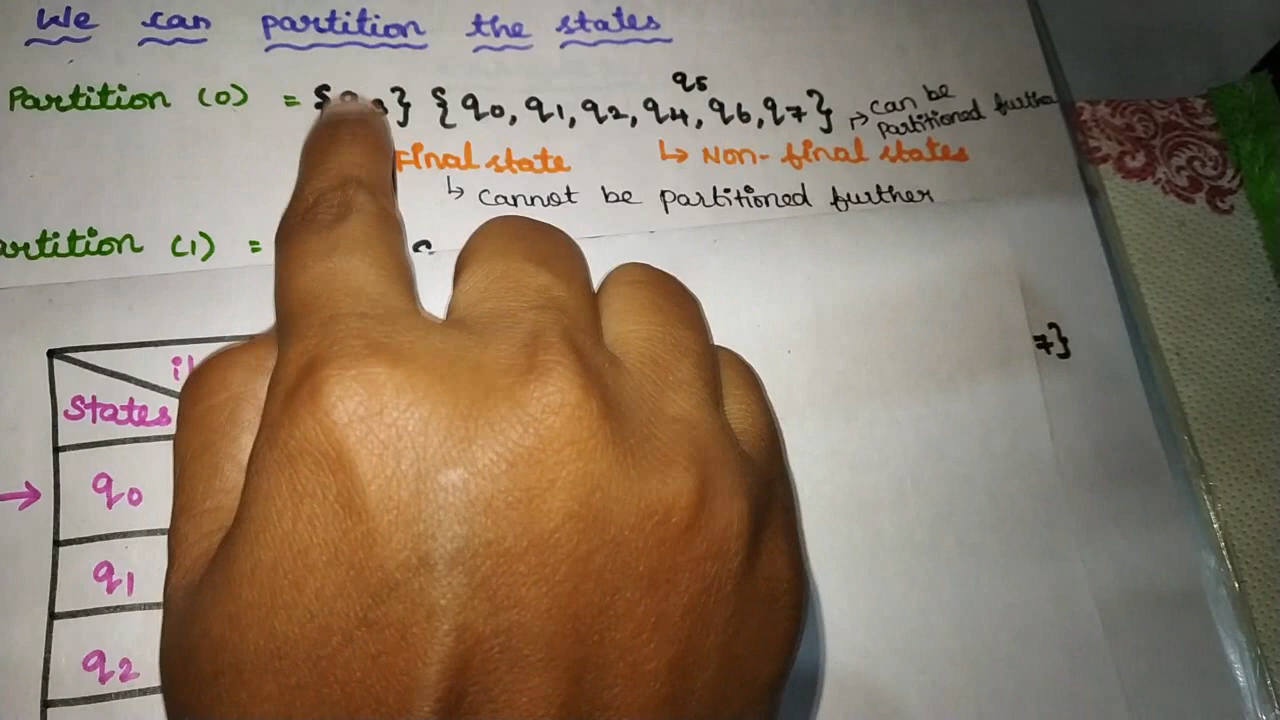 We can partition the states
q5
Partition (0) = { } {q0, q1, q2, q4, q6, q7} ↳ can be partitioned further
Final state ↳ Non-final states
↳ cannot be partitioned further
artition (1) =
7}
States
→ q0
q1
q2